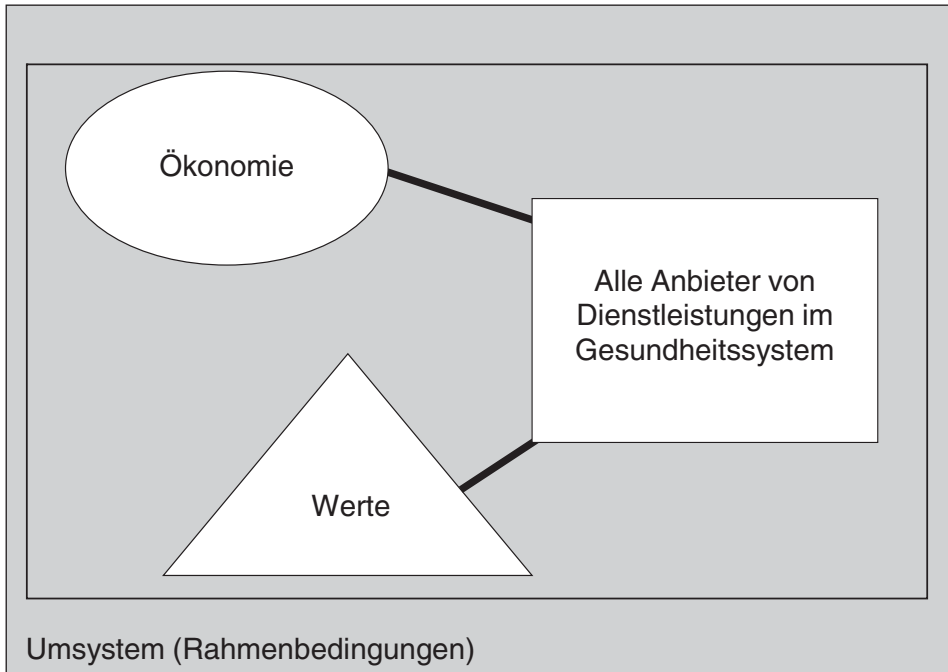 Ökonomie
Alle Anbieter von
Dienstleistungen im
Gesundheitssystem
Werte
Umsystem (Rahmenbedingungen)